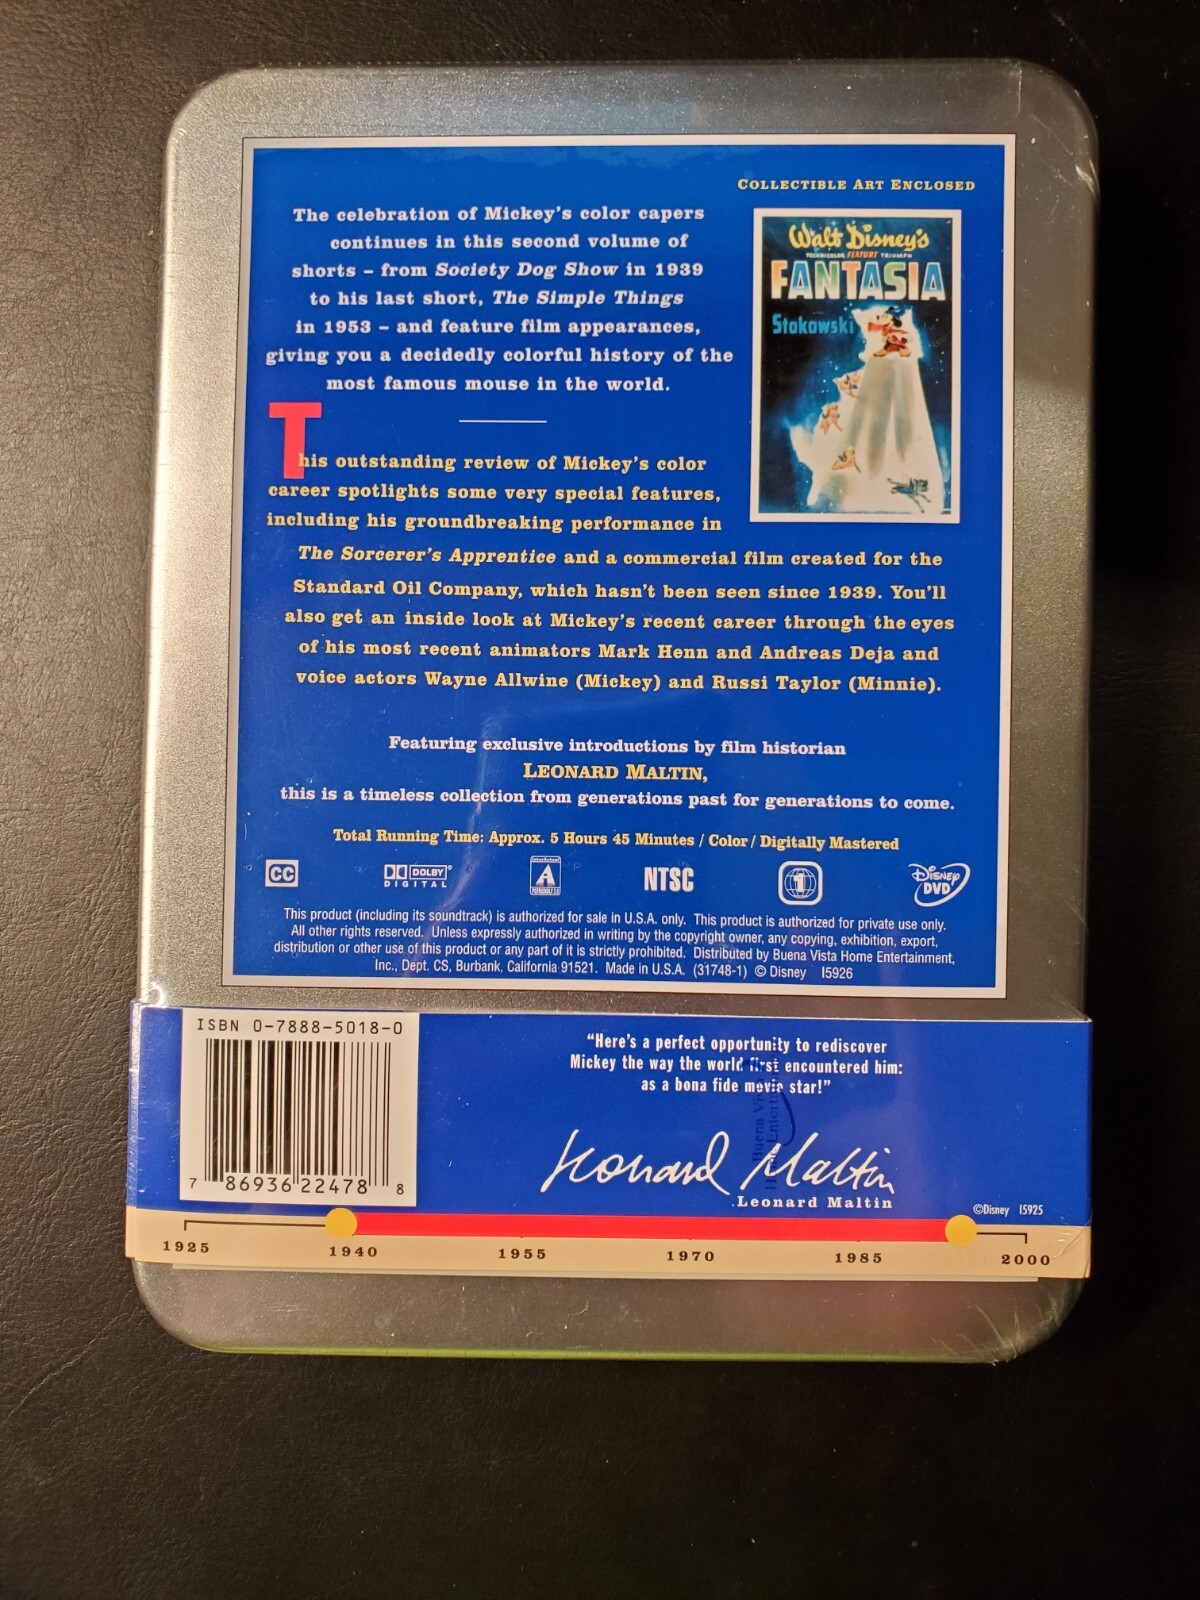 COLLECTIBLE ART ENCLOSED
The celebration of Mickey's color capers
continues in this second volume of
shorts – from Society Dog Show in 1939
to his last short, The Simple Things
in 1953 – and feature film appearances,
giving you a decidedly colorful history of the
most famous mouse in the world.
Walt Disney's
TECHNICOLOR FEATURE TRIUMPH
FANTASIA
Stokowski
This outstanding review of Mickey's color
career spotlights some very special features,
including his groundbreaking performance in
The Sorcerer's Apprentice and a commercial film created for the
Standard Oil Company, which hasn't been seen since 1939. You'll
also get an inside look at Mickey's recent career through the eyes
of his most recent animators Mark Henn and Andreas Deja and
voice actors Wayne Allwine (Mickey) and Russi Taylor (Minnie).
Featuring exclusive introductions by film historian
LEONARD MALTIN,
this is a timeless collection from generations past for generations to come.
Total Running Time: Approx. 5 Hours 45 Minutes / Color / Digitally Mastered
CC
DOLBY DIGITAL
A
NTSC
1
Disney DVD
This product (including its soundtrack) is authorized for sale in U.S.A. only. This product is authorized for private use only.
All other rights reserved. Unless expressly authorized in writing by the copyright owner, any copying, exhibition, export,
distribution or other use of this product or any part of it is strictly prohibited. Distributed by Buena Vista Home Entertainment,
Inc., Dept. CS, Burbank, California 91521. Made in U.S.A. (31748-1) © Disney I5926
ISBN 0-7888-5018-0
7 86936 22478 8
"Here's a perfect opportunity to rediscover
Mickey the way the world first encountered him:
as a bona fide movie star!"
Leonard Maltin
Leonard Maltin
©Disney I5925
1925 1940 1955 1970 1985 2000